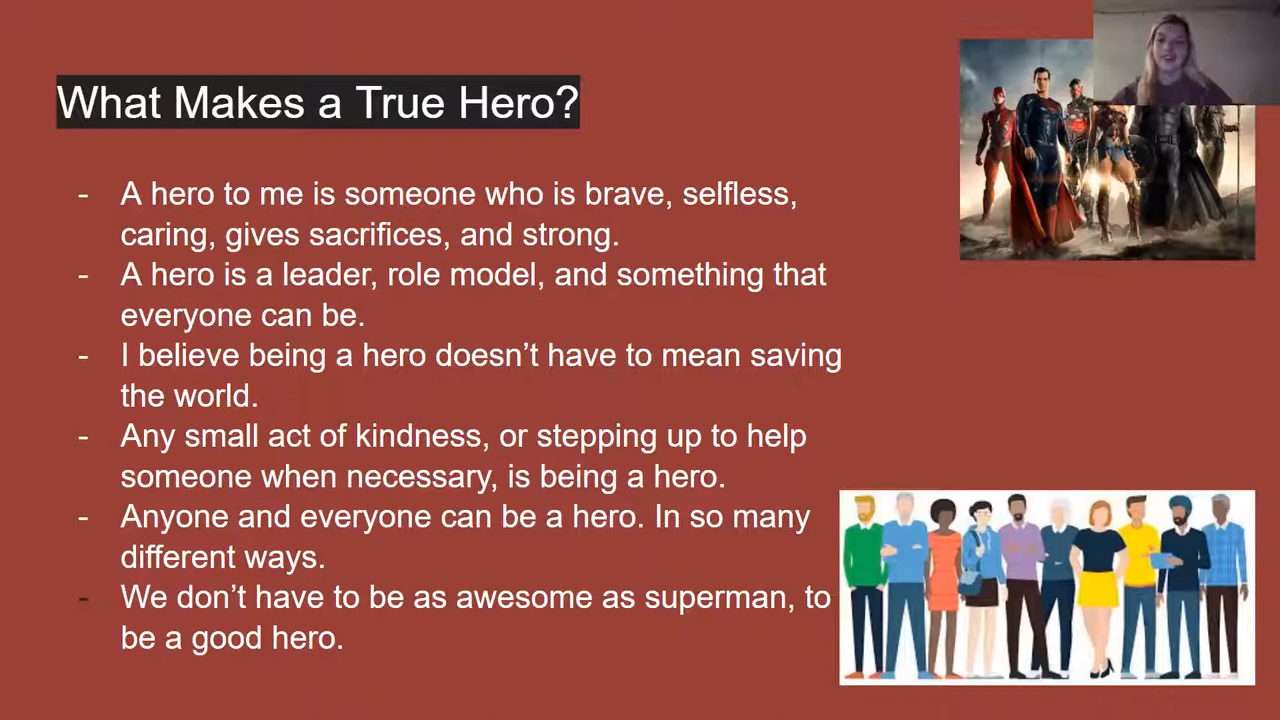 What Makes a True Hero?
- A hero to me is someone who is brave, selfless,
caring, gives sacrifices, and strong.
- A hero is a leader, role model, and something that
everyone can be.
- I believe being a hero doesn’t have to mean saving
the world.
- Any small act of kindness, or stepping up to help
someone when necessary, is being a hero.
- Anyone and everyone can be a hero. In so many
different ways.
- We don’t have to be as awesome as superman, to
be a good hero.